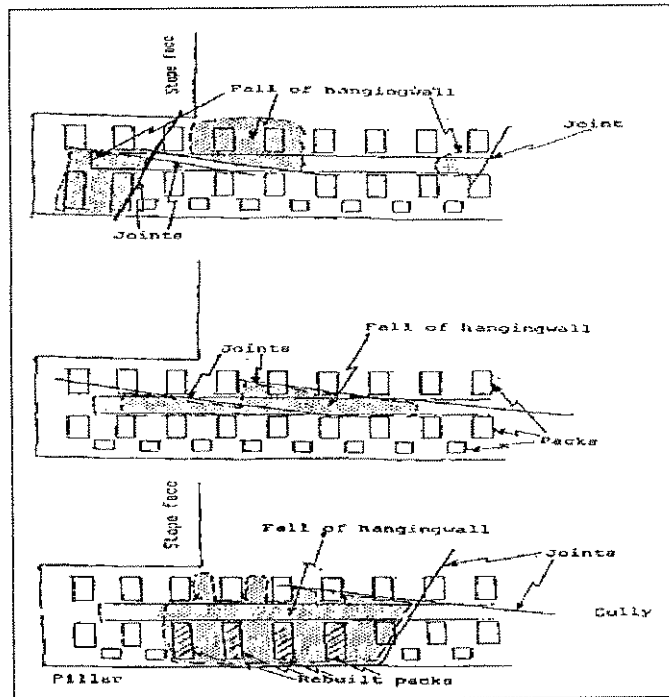 Stope face
Fall of hangingwall
Joint
Joints
Fall of hangingwall
Joints
Packs
Stope face
Fall of hangingwall
Joints
Gully
Pillar
Rebuilt packs